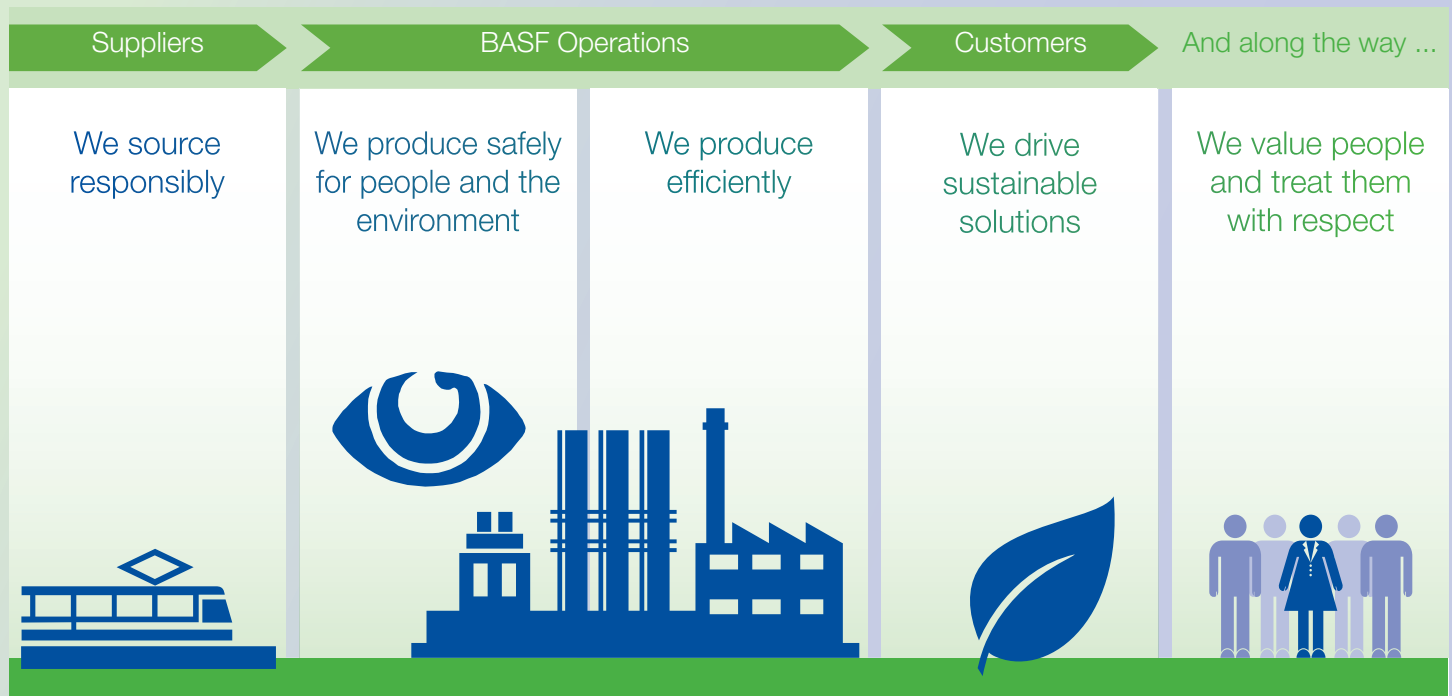 Suppliers
BASF Operations
Customers
And along the way ...
We source
responsibly
We produce safely
for people and the
environment
We produce
efficiently
We drive
sustainable
solutions
We value people
and treat them
with respect